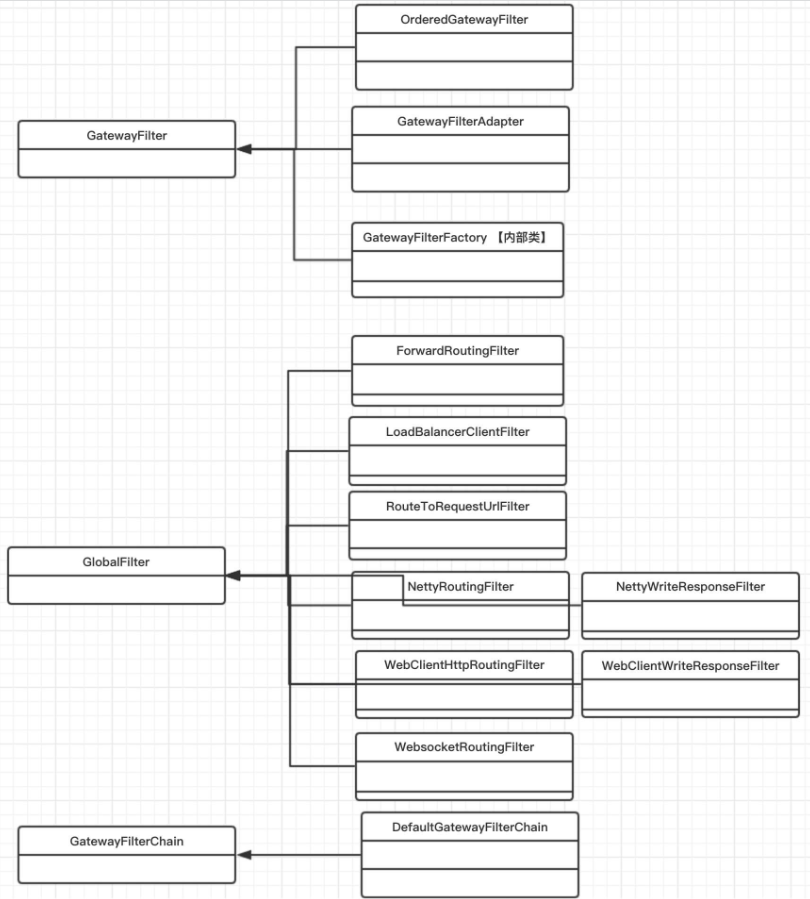 OrderedGatewayFilter
GatewayFilter
GatewayFilterAdapter
GatewayFilterFactory 【内部类】
ForwardRoutingFilter
LoadBalancerClientFilter
RouteToRequestUrlFilter
GlobalFilter
NettyRoutingFilter
NettyWriteResponseFilter
WebClientHttpRoutingFilter
WebClientWriteResponseFilter
WebsocketRoutingFilter
GatewayFilterChain
DefaultGatewayFilterChain